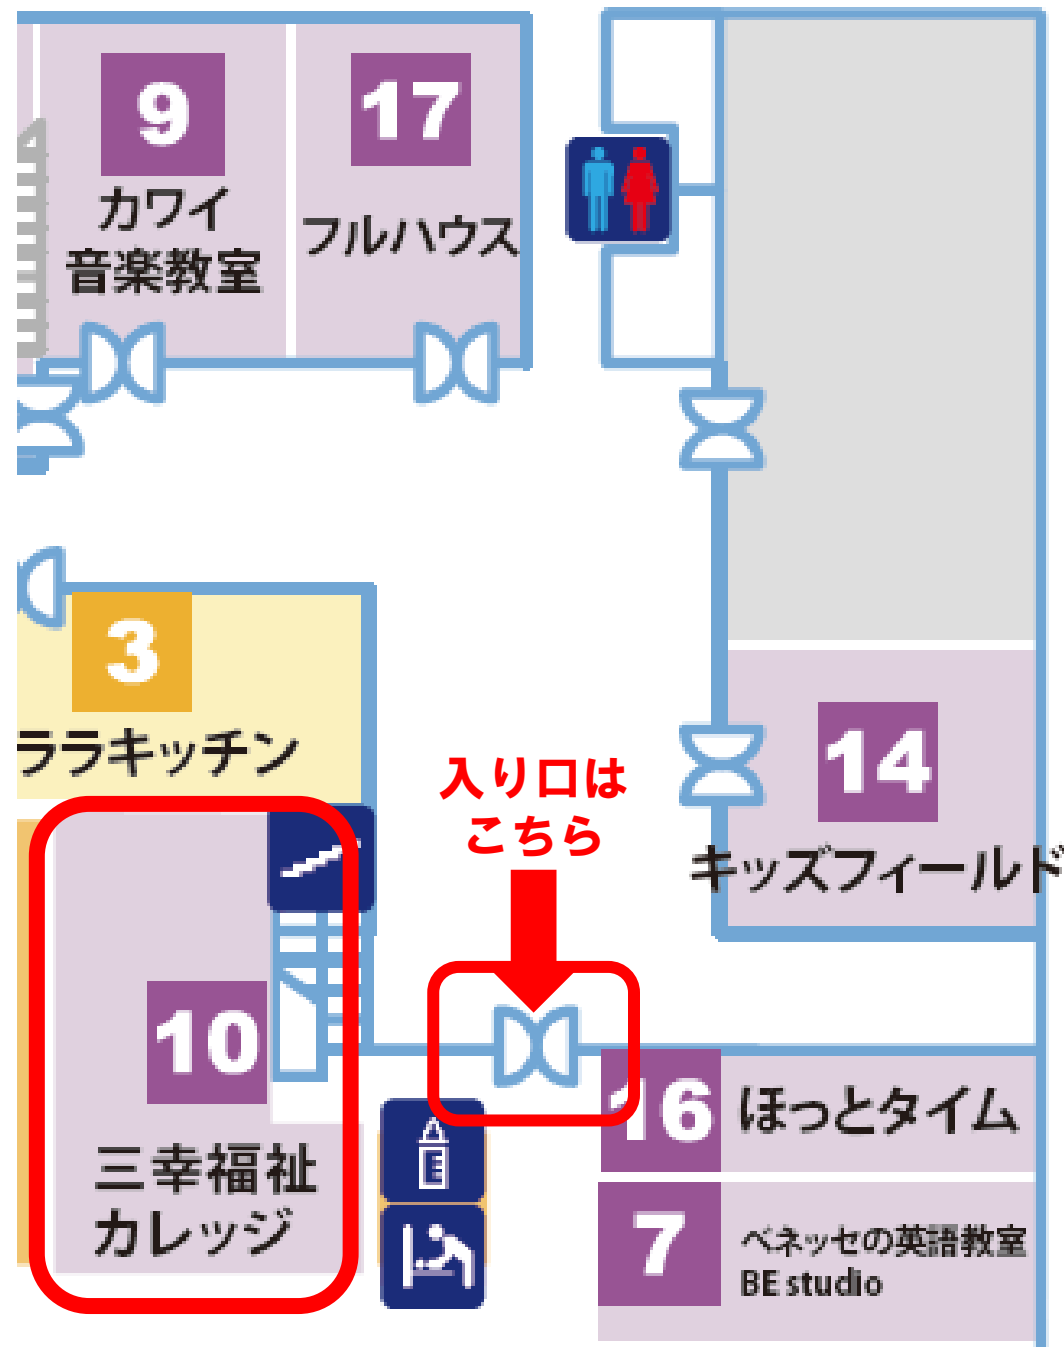 9
カワイ
音楽教室
17
フルハウス
3
ララキッチン
入り口は
こちら
14
キッズフィールド
10
三幸福祉
カレッジ
16
ほっとタイム
7
ベネッセの英語教室
BE studio